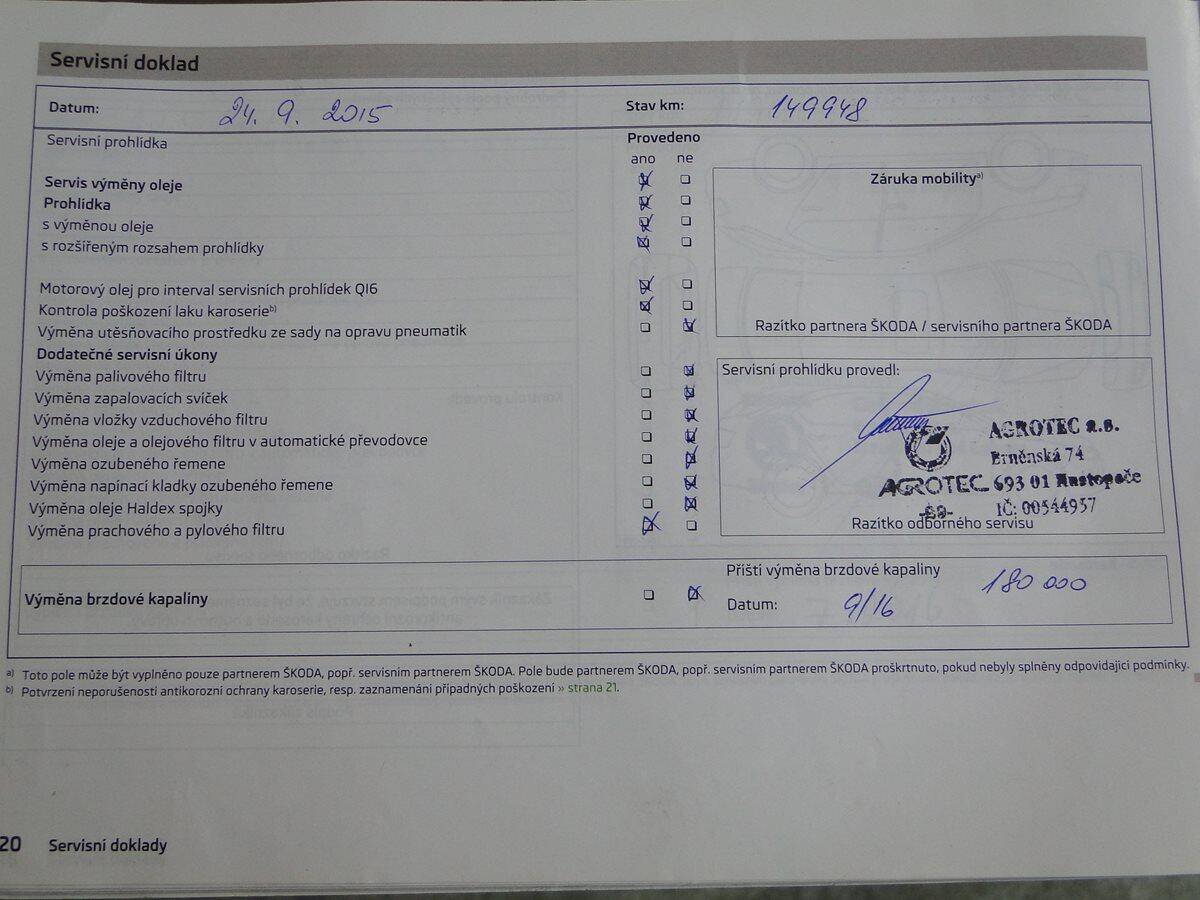 Servisní doklad
Datum: 24. 9. 2015 Stav km: 149948
Servisní prohlídka Provedeno
ano ne
Servis výměny oleje
Prohlídka
s výměnou oleje
s rozšířeným rozsahem prohlídky
Motorový olej pro interval servisních prohlídek QI6
Kontrola poškození laku karoserie b)
Výměna utěsňovacího prostředku ze sady na opravu pneumatik
Dodatečné servisní úkony
Výměna palivového filtru
Výměna zapalovacích svíček
Výměna vložky vzduchového filtru
Výměna oleje a olejového filtru v automatické převodovce
Výměna ozubeného řemene
Výměna napínací kladky ozubeného řemene
Výměna oleje Haldex spojky
Výměna prachového a pylového filtru
Záruka mobility a)
Razítko partnera ŠKODA / servisního partnera ŠKODA
Servisní prohlídku provedl:
AGROTEC a.s.
Brněnská 74
AGROTEC 693 01 Hustopeče
-89- IČ: 00544957
Razítko odborného servisu
Výměna brzdové kapaliny
Příští výměna brzdové kapaliny 180 000
Datum: 9/16
a) Toto pole může být vyplněno pouze partnerem ŠKODA, popř. servisním partnerem ŠKODA. Pole bude partnerem ŠKODA, popř. servisním partnerem ŠKODA proškrtnuto, pokud nebyly splněny odpovídající podmínky.
b) Potvrzení neporušenosti antikorozní ochrany karoserie, resp. zaznamenání případných poškození » strana 21.
20 Servisní doklady